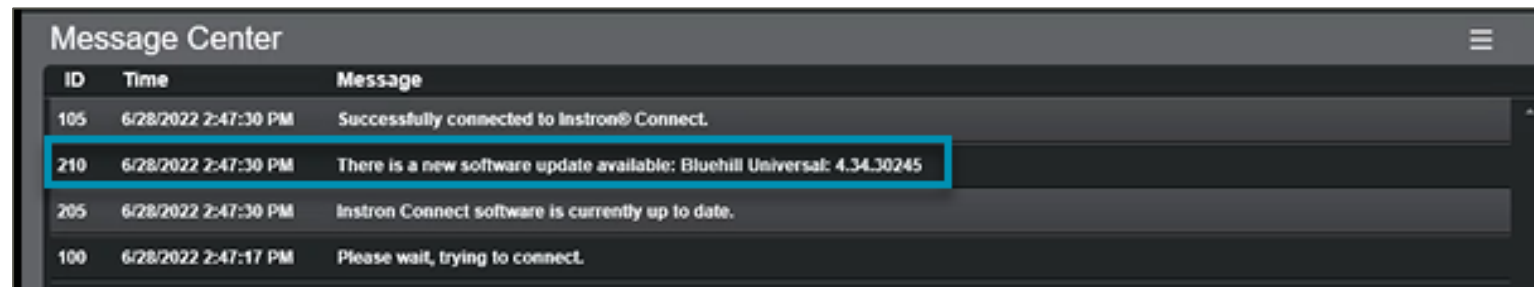 Message Center
ID Time Message
105 6/28/2022 2:47:30 PM Successfully connected to Instron® Connect.
210 6/28/2022 2:47:30 PM There is a new software update available: Bluehill Universal: 4.34.30245
205 6/28/2022 2:47:30 PM Instron Connect software is currently up to date.
100 6/28/2022 2:47:17 PM Please wait, trying to connect.